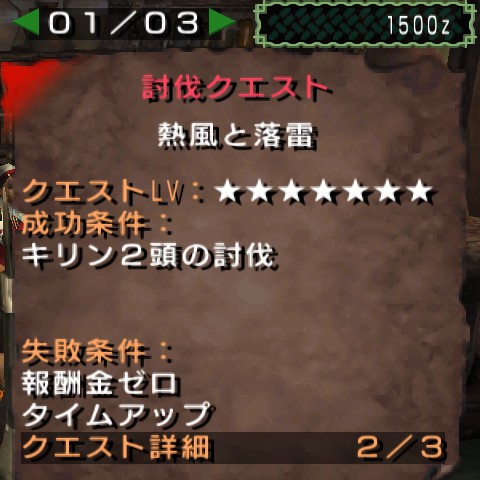 01/03
1500z
討伐クエスト
熱風と落雷
クエストLV:★★★★★★★
成功条件:
キリン2頭の討伐
失敗条件:
報酬金ゼロ
タイムアップ
クエスト詳細 2/3